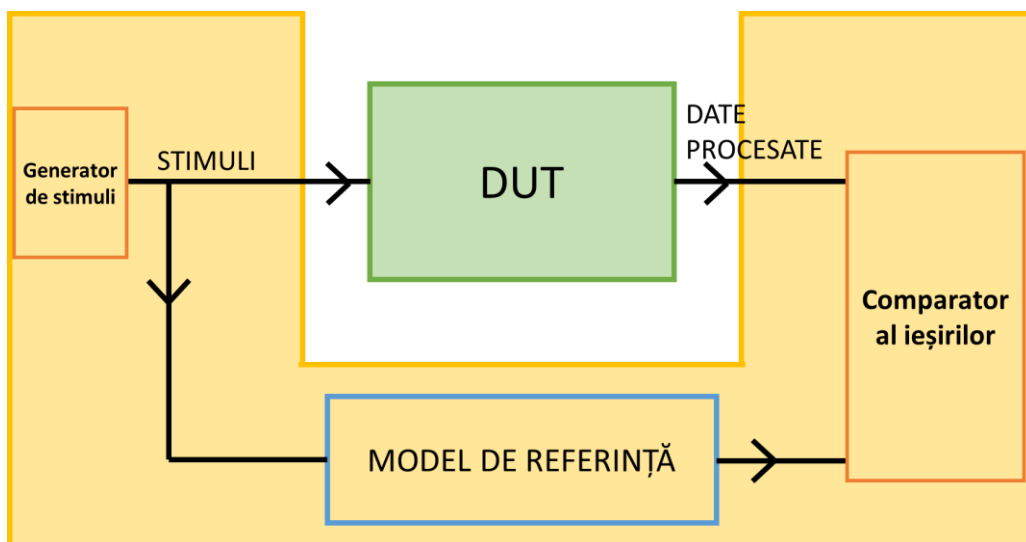 Generator
de stimuli
STIMULI
DUT
DATE
PROCESATE
Comparator
al ieșirilor
MODEL DE REFERINȚĂ